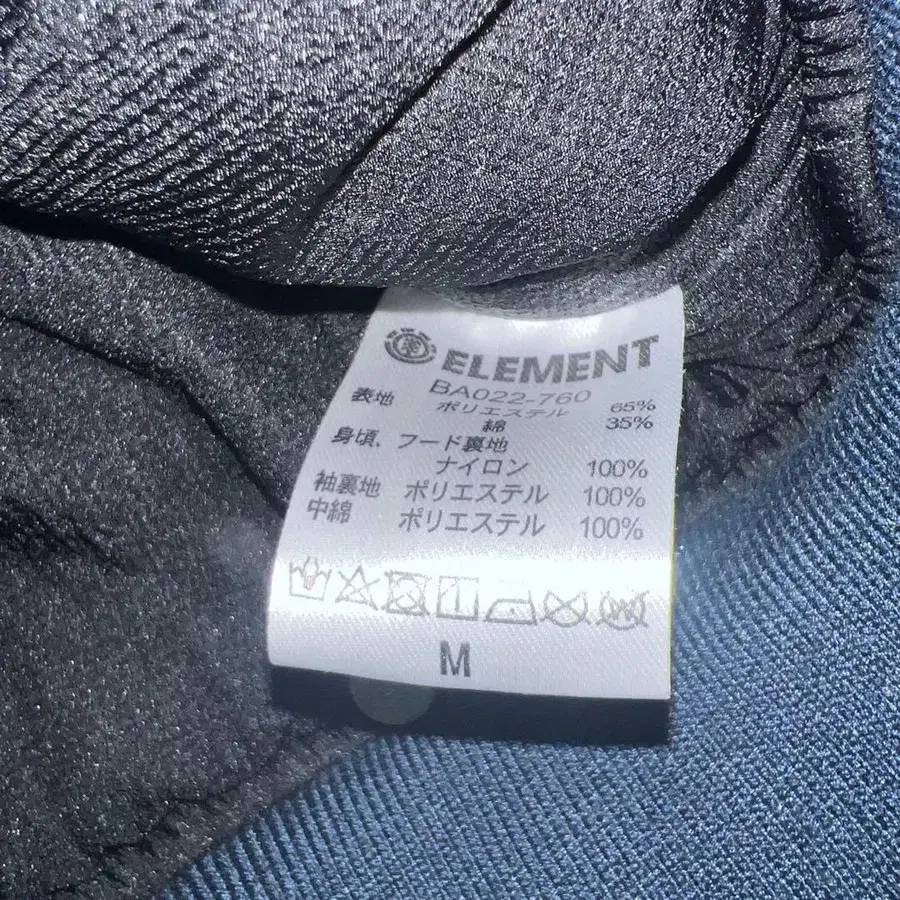 ELEMENT
BA022-760
表地 ポリエステル 65%
綿 35%
身頃、フード裏地
ナイロン 100%
袖裏地 ポリエステル 100%
中綿 ポリエステル 100%
M